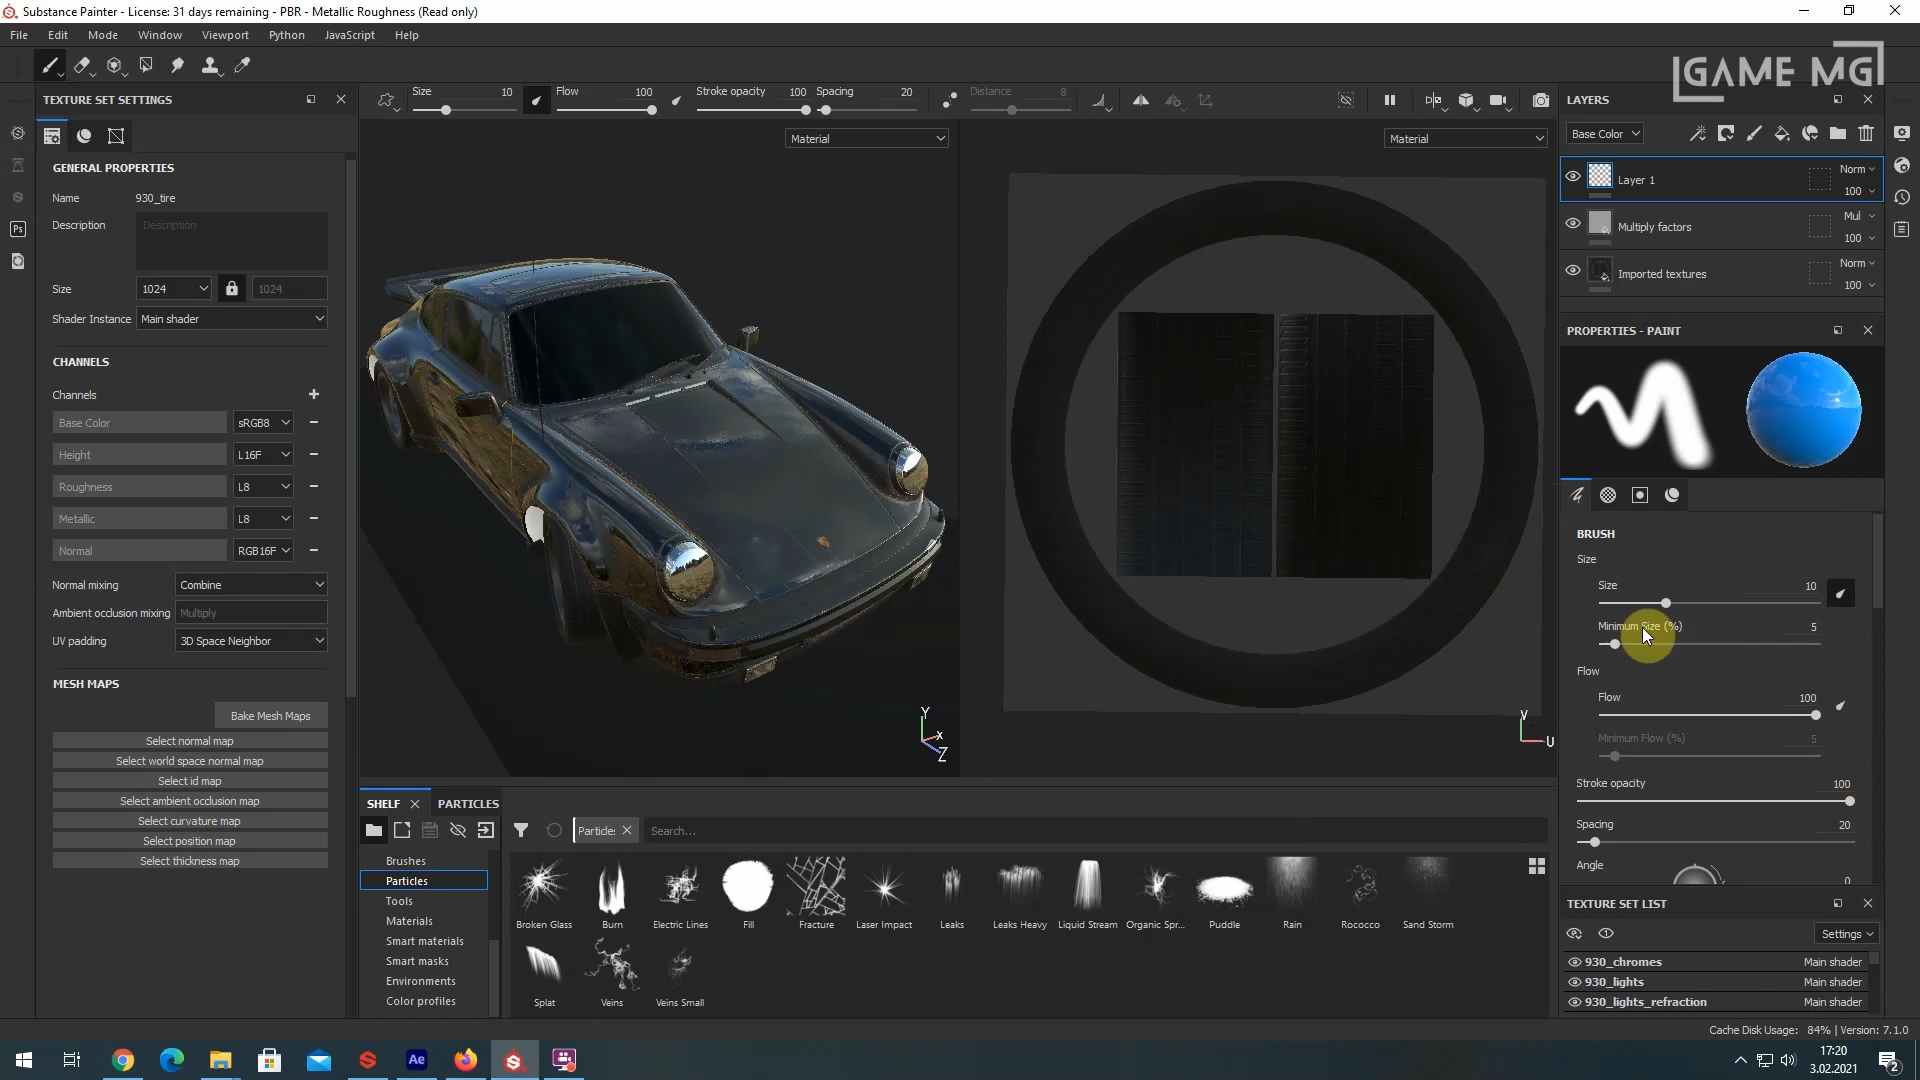 Substance Painter - License: 31 days remaining - PBR - Metallic Roughness (Read only)
File Edit Mode Window Viewport Python JavaScript Help
GAME MG
TEXTURE SET SETTINGS
Size 10 Flow 100 Stroke opacity 100 Spacing 20 Distance 8
LAYERS
Material
Material
Base Color
GENERAL PROPERTIES
Name 930_tire
Description Description
Size 1024 1024
Shader Instance Main shader
CHANNELS
Channels
Base Color sRGB8
Height L16F
Roughness L8
Metallic L8
Normal RGB16F
Normal mixing Combine
Ambient occlusion mixing Multiply
UV padding 3D Space Neighbor
MESH MAPS
Bake Mesh Maps
Select normal map
Select world space normal map
Select id map
Select ambient occlusion map
Select curvature map
Select position map
Select thickness map
Y
X
Z
V
U
Layer 1 Norm
100
Multiply factors Mul
100
Imported textures Norm
100
PROPERTIES - PAINT
BRUSH
Size
Size 10
Minimum Size (%) 5
Flow
Flow 100
Minimum Flow (%) 5
Stroke opacity 100
Spacing 20
Angle
0
SHELF PARTICLES
Particle: Search...
Brushes
Particles
Tools
Materials
Smart materials
Smart masks
Environments
Color profiles
Broken Glass Burn Electric Lines Fill Fracture Laser Impact Leaks Leaks Heavy Liquid Stream Organic Spr... Puddle Rain Rococco Sand Storm
Splat Veins Veins Small
TEXTURE SET LIST
Settings
930_chromes Main shader
930_lights Main shader
930_lights_refraction Main shader
Cache Disk Usage: 84% | Version: 7.1.0
Ps
Ae
17:20
3.02.2021
2